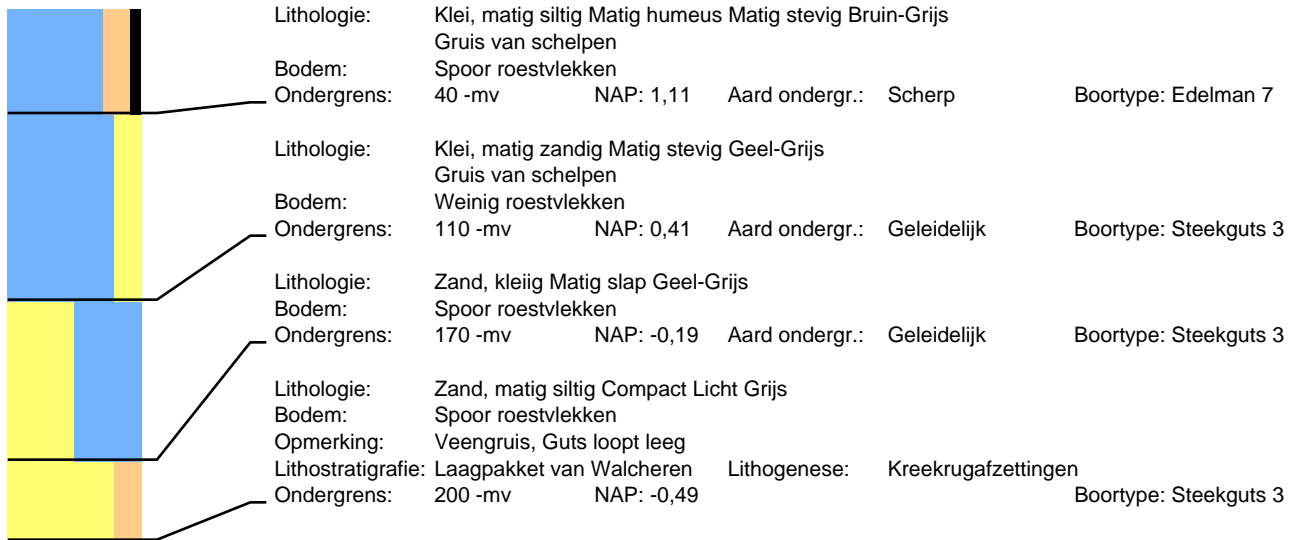 Lithologie: Klei, matig siltig Matig humeus Matig stevig Bruin-Grijs
Gruis van schelpen
Bodem: Spoor roestvlekken
Ondergrens: 40 -mv NAP: 1,11 Aard ondergr.: Scherp Boortype: Edelman 7
Lithologie: Klei, matig zandig Matig stevig Geel-Grijs
Gruis van schelpen
Bodem: Weinig roestvlekken
Ondergrens: 110 -mv NAP: 0,41 Aard ondergr.: Geleidelijk Boortype: Steekguts 3
Lithologie: Zand, kleiig Matig slap Geel-Grijs
Bodem: Spoor roestvlekken
Ondergrens: 170 -mv NAP: -0,19 Aard ondergr.: Geleidelijk Boortype: Steekguts 3
Lithologie: Zand, matig siltig Compact Licht Grijs
Bodem: Spoor roestvlekken
Opmerking: Veengruis, Guts loopt leeg
Lithostratigrafie: Laagpakket van Walcheren Lithogenese: Kreekrugafzettingen
Ondergrens: 200 -mv NAP: -0,49 Boortype: Steekguts 3